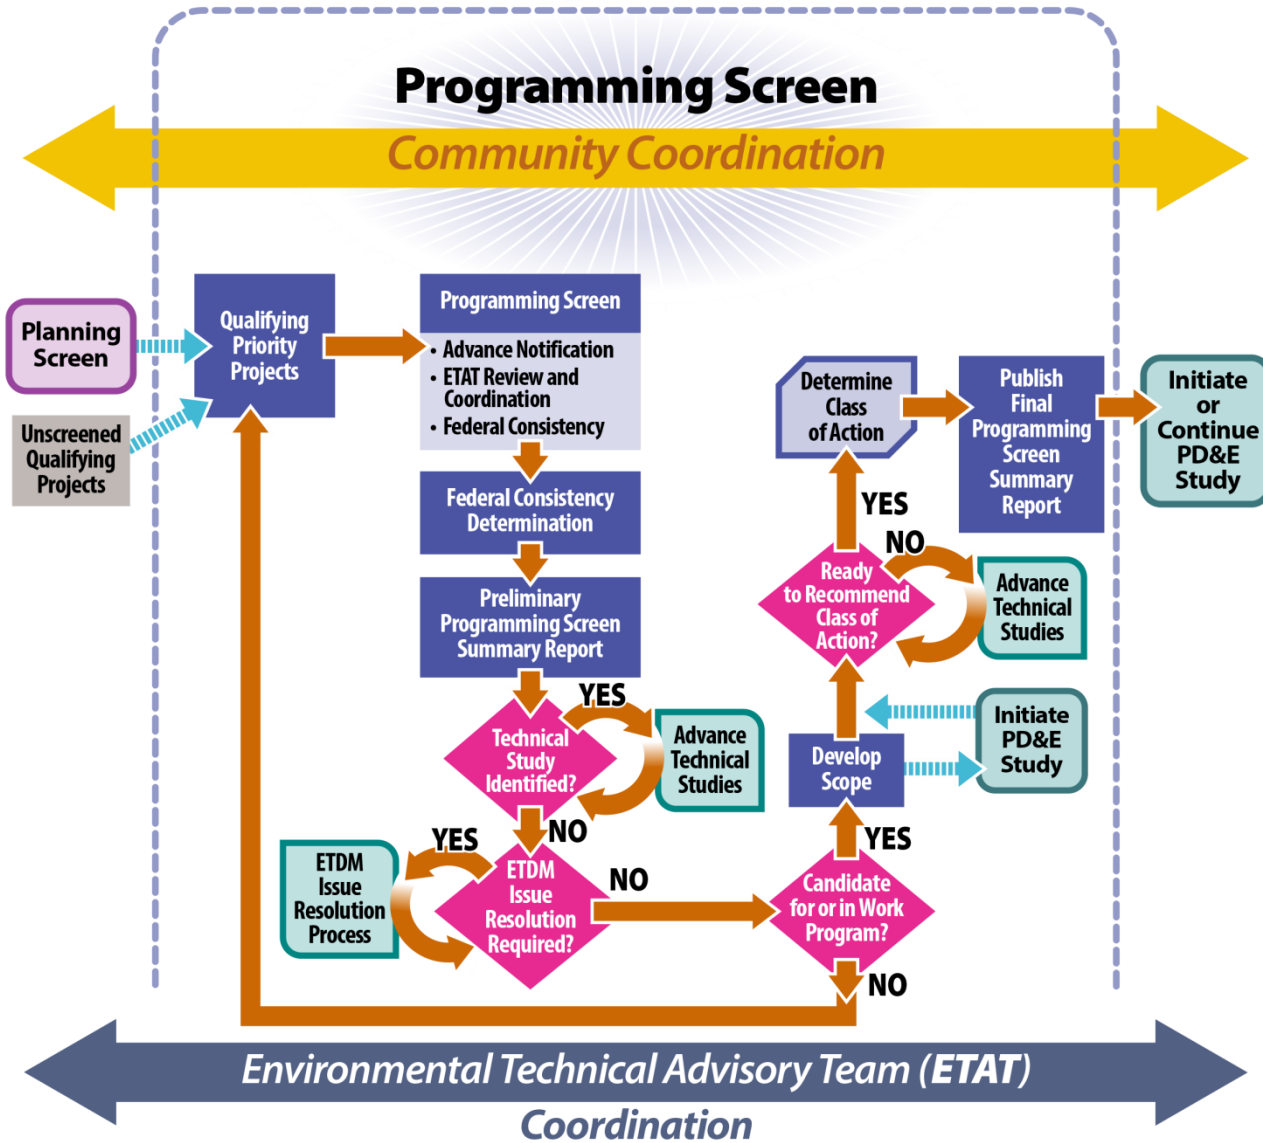 Programming Screen
Community Coordination
Planning
Screen
Unscreened
Qualifying
Projects
Qualifying
Priority
Projects
Programming Screen
• Advance Notification
• ETAT Review and
Coordination
• Federal Consistency
Federal Consistency
Determination
Preliminary
Programming Screen
Summary Report
Technical
Study
Identified?
YES
Advance
Technical
Studies
NO
ETDM
Issue
Resolution
Required?
YES
ETDM
Issue
Resolution
Process
NO
Candidate
for or in Work
Program?
NO
YES
Develop
Scope
Initiate
PD&E
Study
Ready
to Recommend
Class of
Action?
NO
Advance
Technical
Studies
YES
Determine
Class
of Action
Publish
Final
Programming
Screen
Summary
Report
Initiate
or
Continue
PD&E
Study
Environmental Technical Advisory Team (ETAT)
Coordination